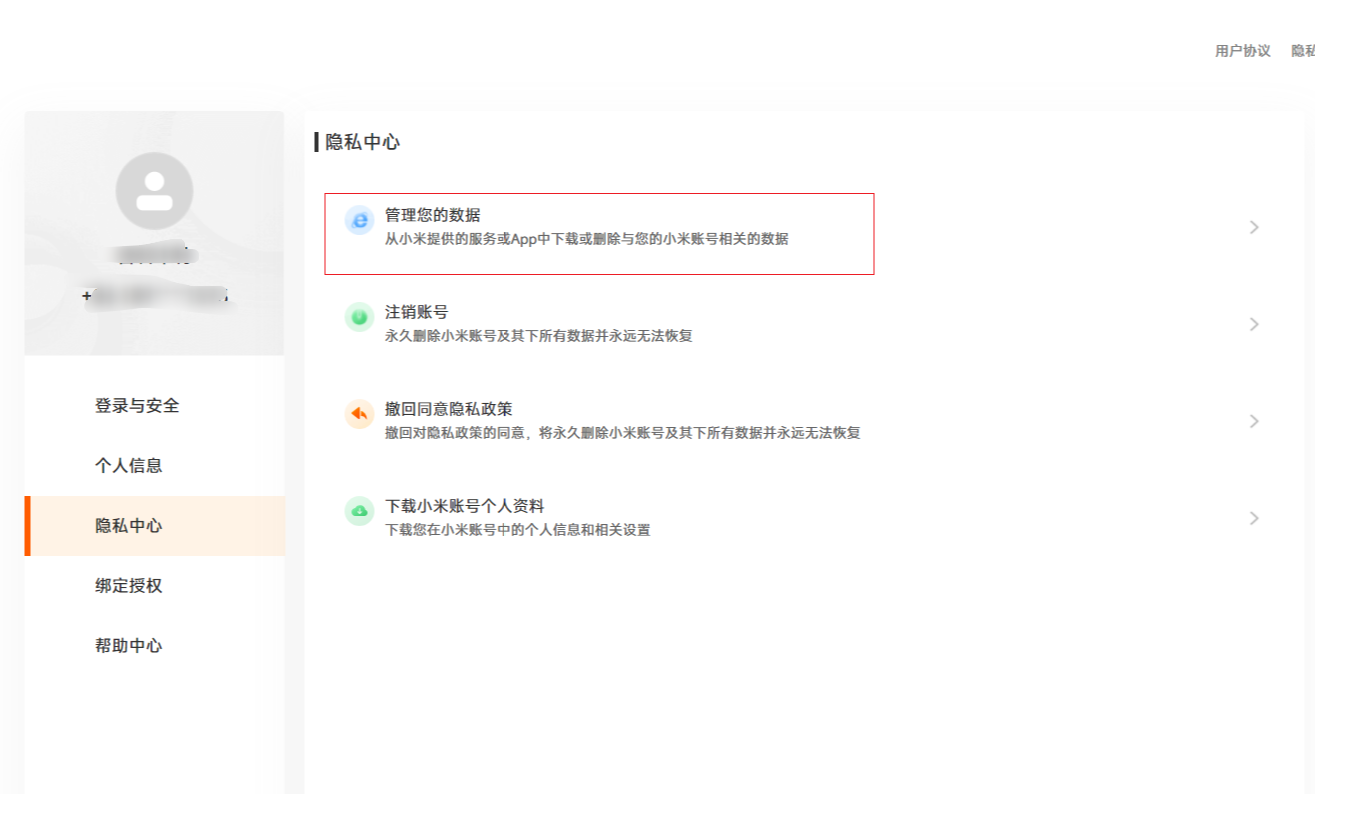 用户协议 隐私
隐私中心
管理您的数据
从小米提供的服务或App中下载或删除与您的小米账号相关的数据
注销账号
永久删除小米账号及其下所有数据并永远无法恢复
撤回同意隐私政策
撤回对隐私政策的同意，将永久删除小米账号及其下所有数据并永远无法恢复
下载小米账号个人资料
下载您在小米账号中的个人信息和相关设置
+
登录与安全
个人信息
隐私中心
绑定授权
帮助中心